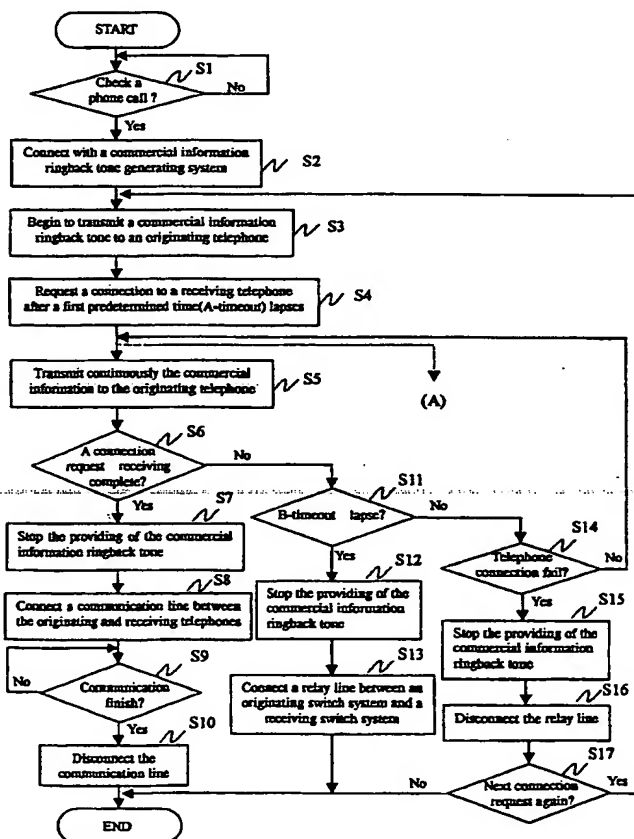 START
S1
Check a
phone call ?
No
Yes
Connect with a commercial information
ringback tone generating system
S2
Begin to transmit a commercial information
ringback tone to an originating telephone
S3
Request a connection to a receiving telephone
after a first predetermined time(A-timeout) lapses
S4
Transmit continuously the commercial
information to the originating telephone
S5
(A)
S6
A connection
request receiving
complete?
No
Yes
S7
Stop the providing of the commercial
information ringback tone
S8
Connect a communication line between
the originating and receiving telephones
S9
Communication
finish?
No
Yes
S10
Disconnect the
communication line
S11
B-timeout lapse?
No
Yes
S12
Stop the providing of the
commercial information
ringback tone
S13
Connect a relay line between an
originating switch system and a
receiving switch system
S14
Telephone
connection fail?
No
Yes
S15
Stop the providing of the
commercial information
ringback tone
S16
Disconnect the relay line
S17
Next connection
request again?
No
Yes
END